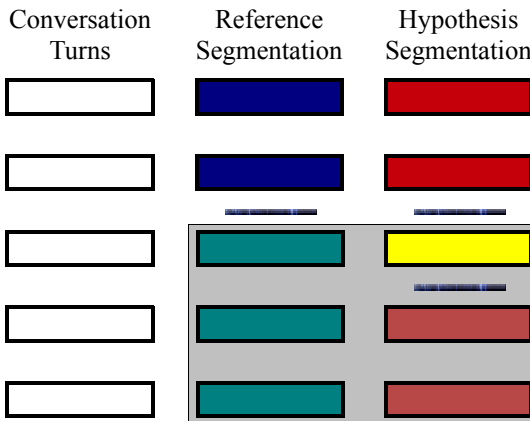 Conversation
Turns
Reference
Segmentation
Hypothesis
Segmentation